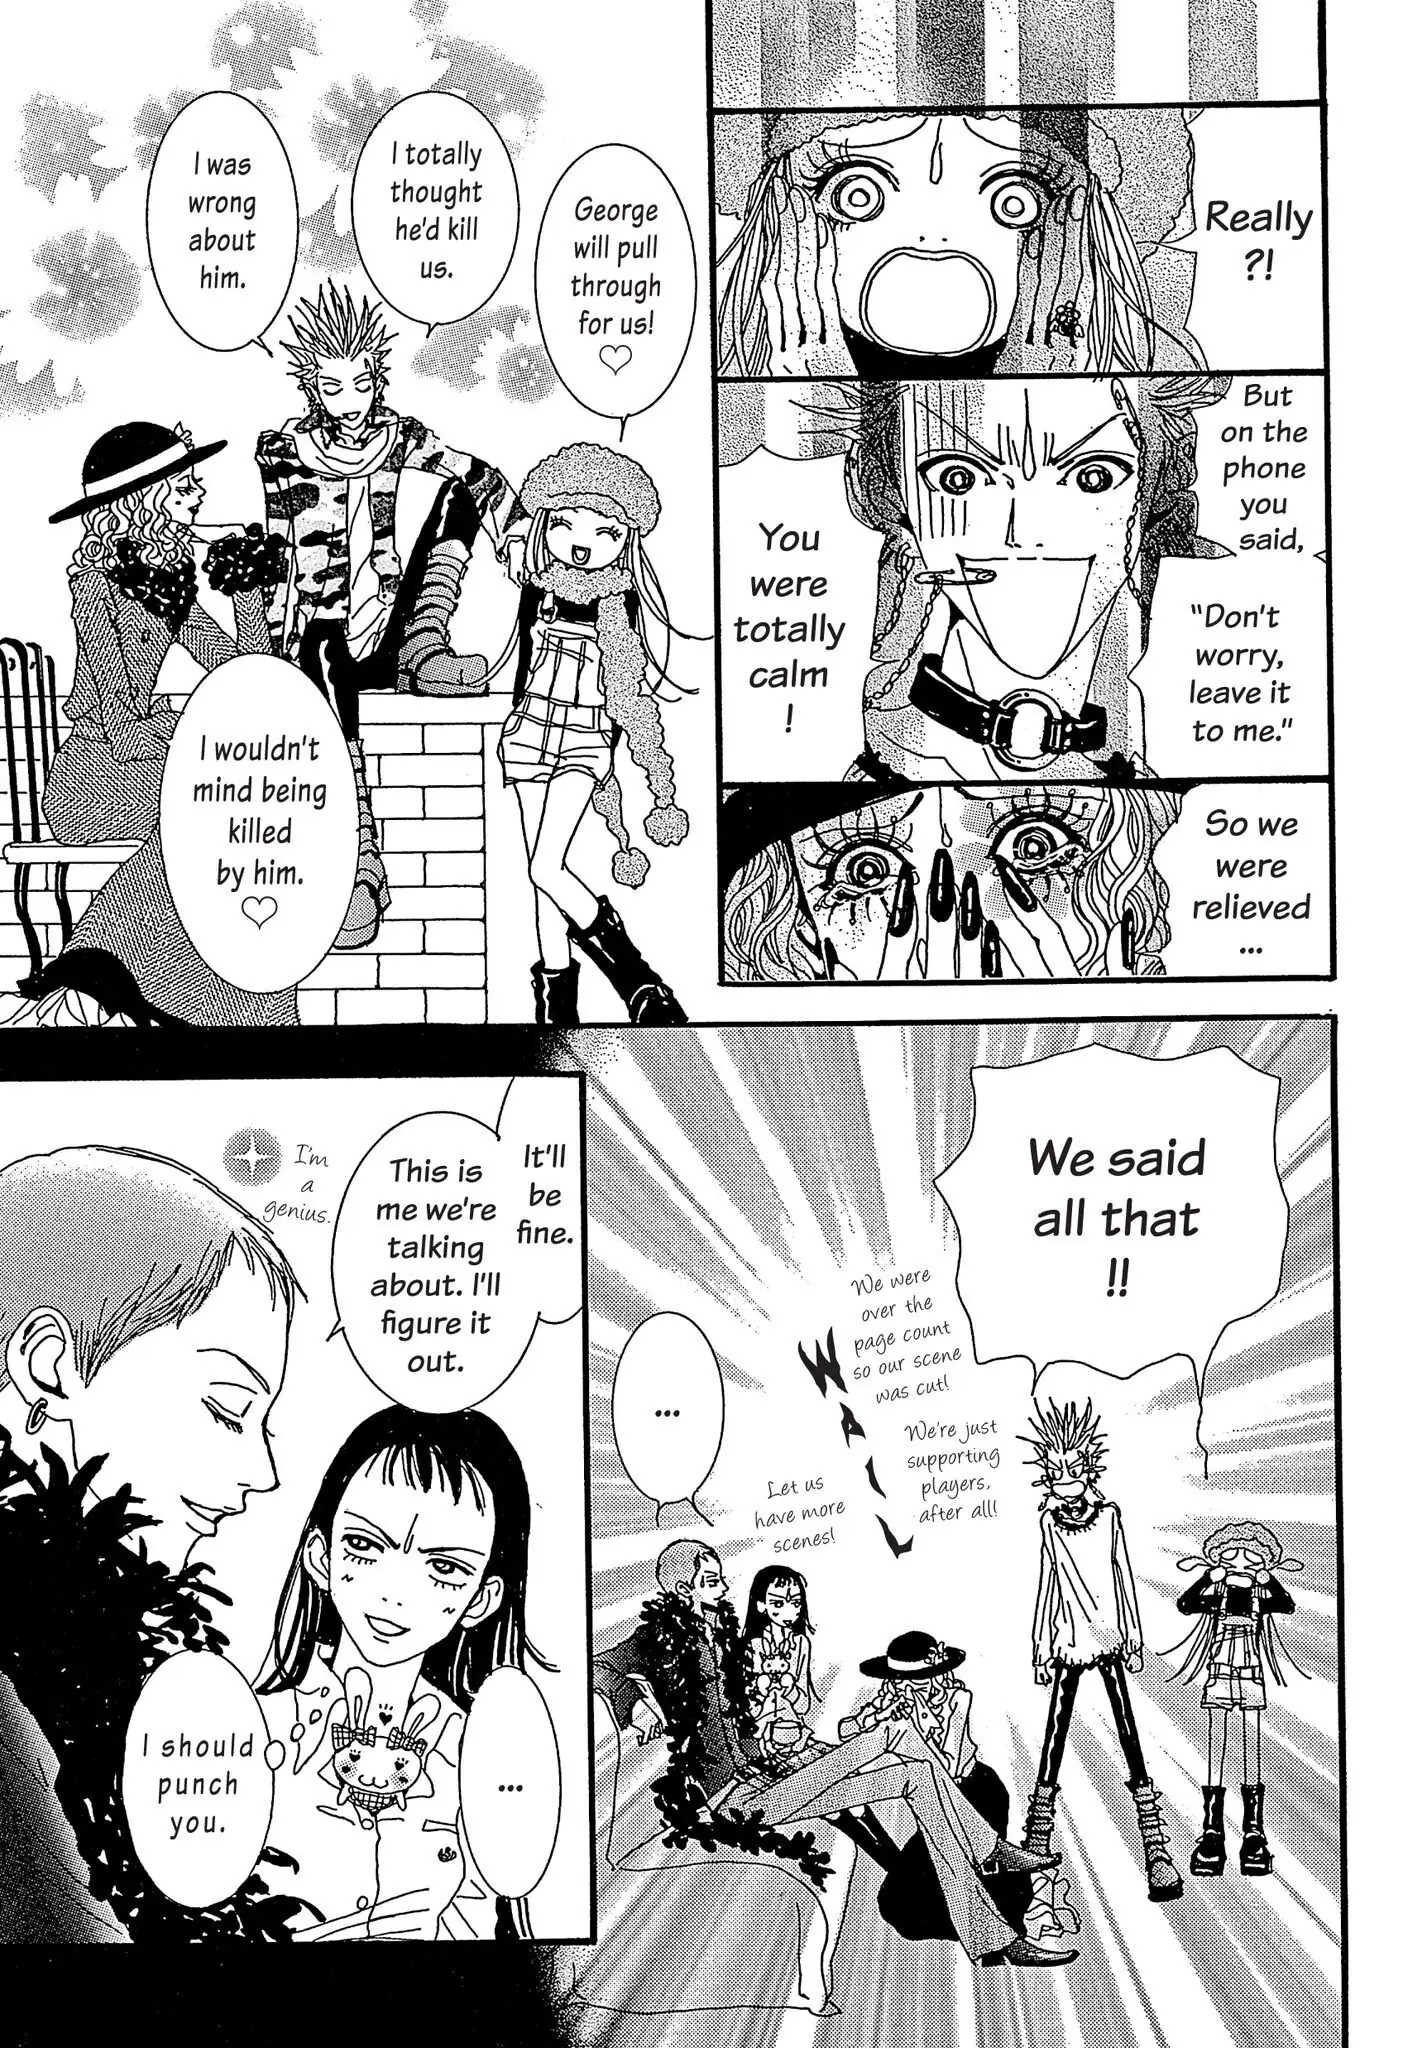 Really
?!
But
on the
phone
you
said,
"Don't
worry,
leave it
to me."
You
were
totally
calm
!
So we
were
relieved
...
George
will pull
through
for us!
♡
I totally
thought
he'd kill
us.
I was
wrong
about
him.
I wouldn't
mind being
killed
by him.
♡
We said
all that
!!
We were
over the
page count
so our scene
was cut!
We're just
supporting
players,
after all!
WAIL
Let us
have more
scenes!
...
It'll
be
fine.
This is
me we're
talking
about. I'll
figure it
out.
I'm
a
genius.
...
I should
punch
you.